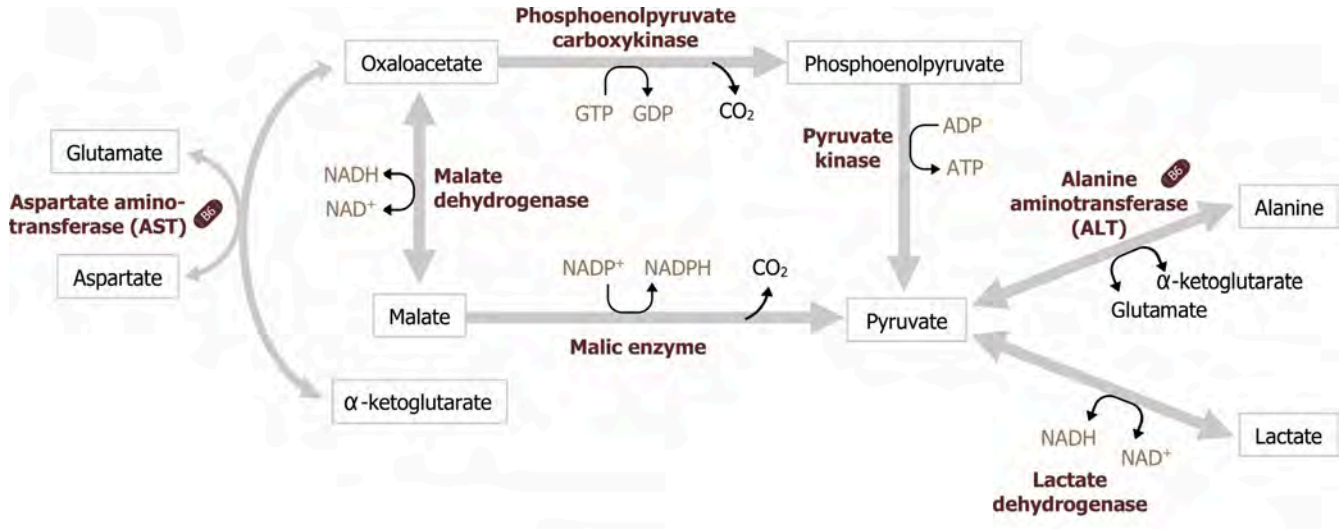 Phosphoenolpyruvate
carboxykinase
Oxaloacetate
Phosphoenolpyruvate
GTP
GDP
CO₂
Glutamate
Aspartate amino-
transferase (AST)
B6
Aspartate
NADH
NAD⁺
Malate
dehydrogenase
Pyruvate
kinase
ADP
ATP
Alanine
aminotransferase
(ALT)
B6
Alanine
α-ketoglutarate
Glutamate
NADP⁺
NADPH
CO₂
Malate
Malic enzyme
Pyruvate
α-ketoglutarate
NADH
NAD⁺
Lactate
dehydrogenase
Lactate